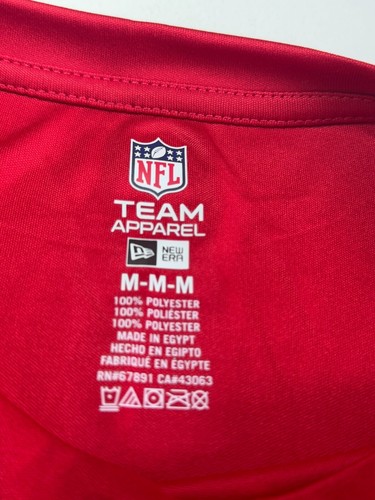 NFL
TEAM
APPAREL
NEW
ERA
M-M-M
100% POLYESTER
100% POLIÉSTER
100% POLYESTER
MADE IN EGYPT
HECHO EN EGIPTO
FABRIQUÉ EN ÉGYPTE
RN#67891 CA#43063